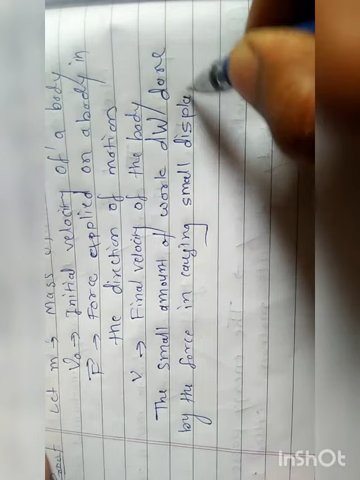 Let m → Mass
V₀ → Initial velocity of a body
F → Force applied on a body in
the direction of motion
V → Final velocity of the body
The small amount of work dW done
by the force in causing small displa
InShOt